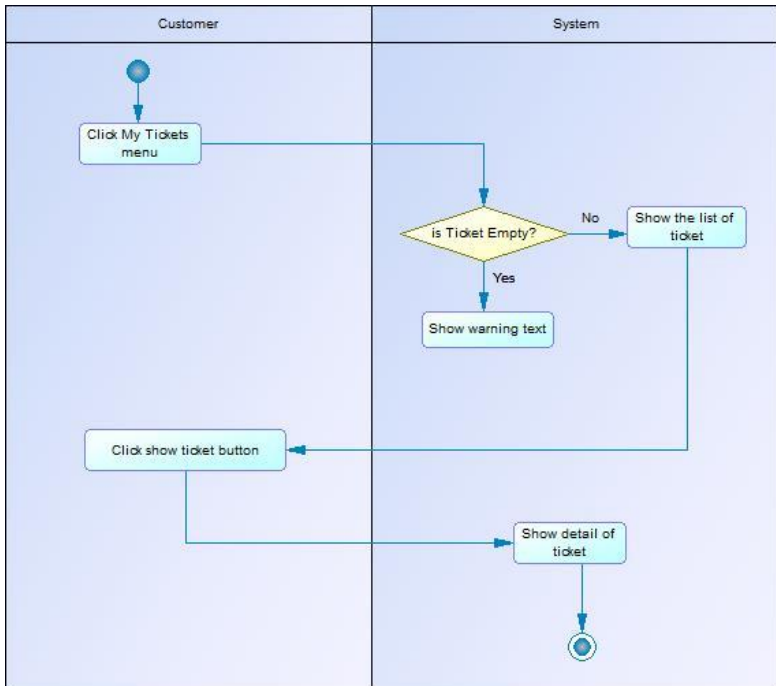 Customer
System
Click My Tickets
menu
is Ticket Empty?
No
Show the list of
ticket
Yes
Show warning text
Click show ticket button
Show detail of
ticket